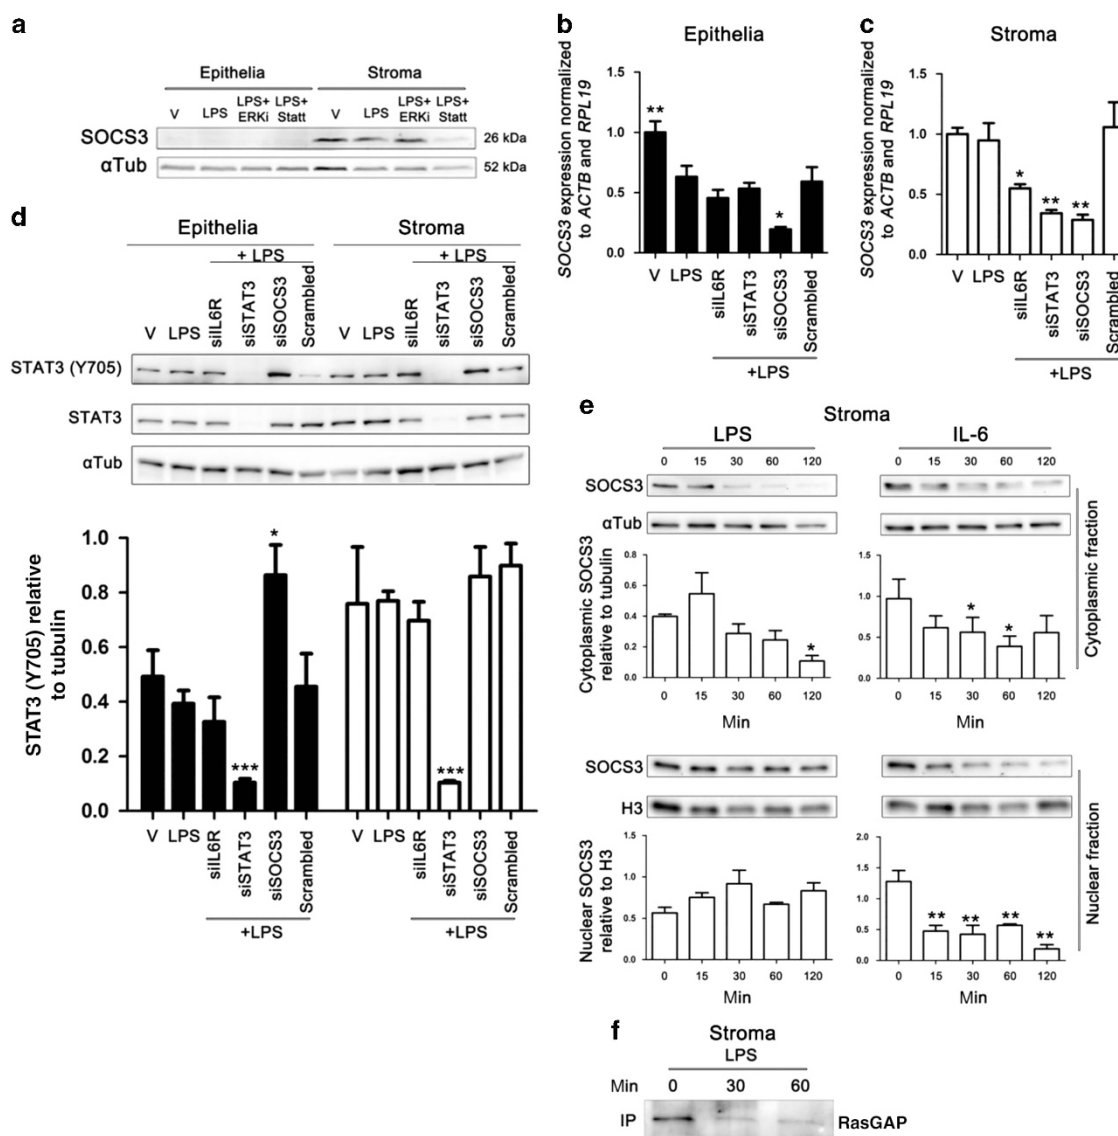 a
Epithelia Stroma
V LPS LPS+ ERKi LPS+ Statt V LPS LPS+ ERKi LPS+ Statt
SOCS3 26 kDa
αTub 52 kDa
b
Epithelia
SOCS3 expression normalized
to ACTB and RPL19
1.5
1.0
0.5
0.0
**
*
V LPS siIL6R siSTAT3 siSOCS3 Scrambled
+LPS
c
Stroma
SOCS3 expression normalized
to ACTB and RPL19
1.5
1.0
0.5
0.0
* ** **
V LPS siIL6R siSTAT3 siSOCS3 Scrambled
+LPS
d
Epithelia Stroma
+ LPS + LPS
V LPS siIL6R siSTAT3 siSOCS3 Scrambled V LPS siIL6R siSTAT3 siSOCS3 Scrambled
STAT3 (Y705)
STAT3
αTub
STAT3 (Y705) relative
to tubulin
1.0
0.8
0.6
0.4
0.2
0.0
*** * ***
V LPS siIL6R siSTAT3 siSOCS3 Scrambled V LPS siIL6R siSTAT3 siSOCS3 Scrambled
+LPS +LPS
e
Stroma
LPS IL-6
0 15 30 60 120 0 15 30 60 120
SOCS3
αTub
Cytoplasmic SOCS3
relative to tubulin
0.8
0.6
0.4
0.2
0.0
*
0 15 30 60 120
Min
1.5
1.0
0.5
0.0
* *
0 15 30 60 120
Min
Cytoplasmic fraction
SOCS3
H3
Nuclear SOCS3
relative to H3
1.5
1.0
0.5
0.0
0 15 30 60 120
Min
2.0
1.5
1.0
0.5
0.0
** ** ** **
0 15 30 60 120
Min
Nuclear fraction
f
Stroma
LPS
Min 0 30 60
IP RasGAP